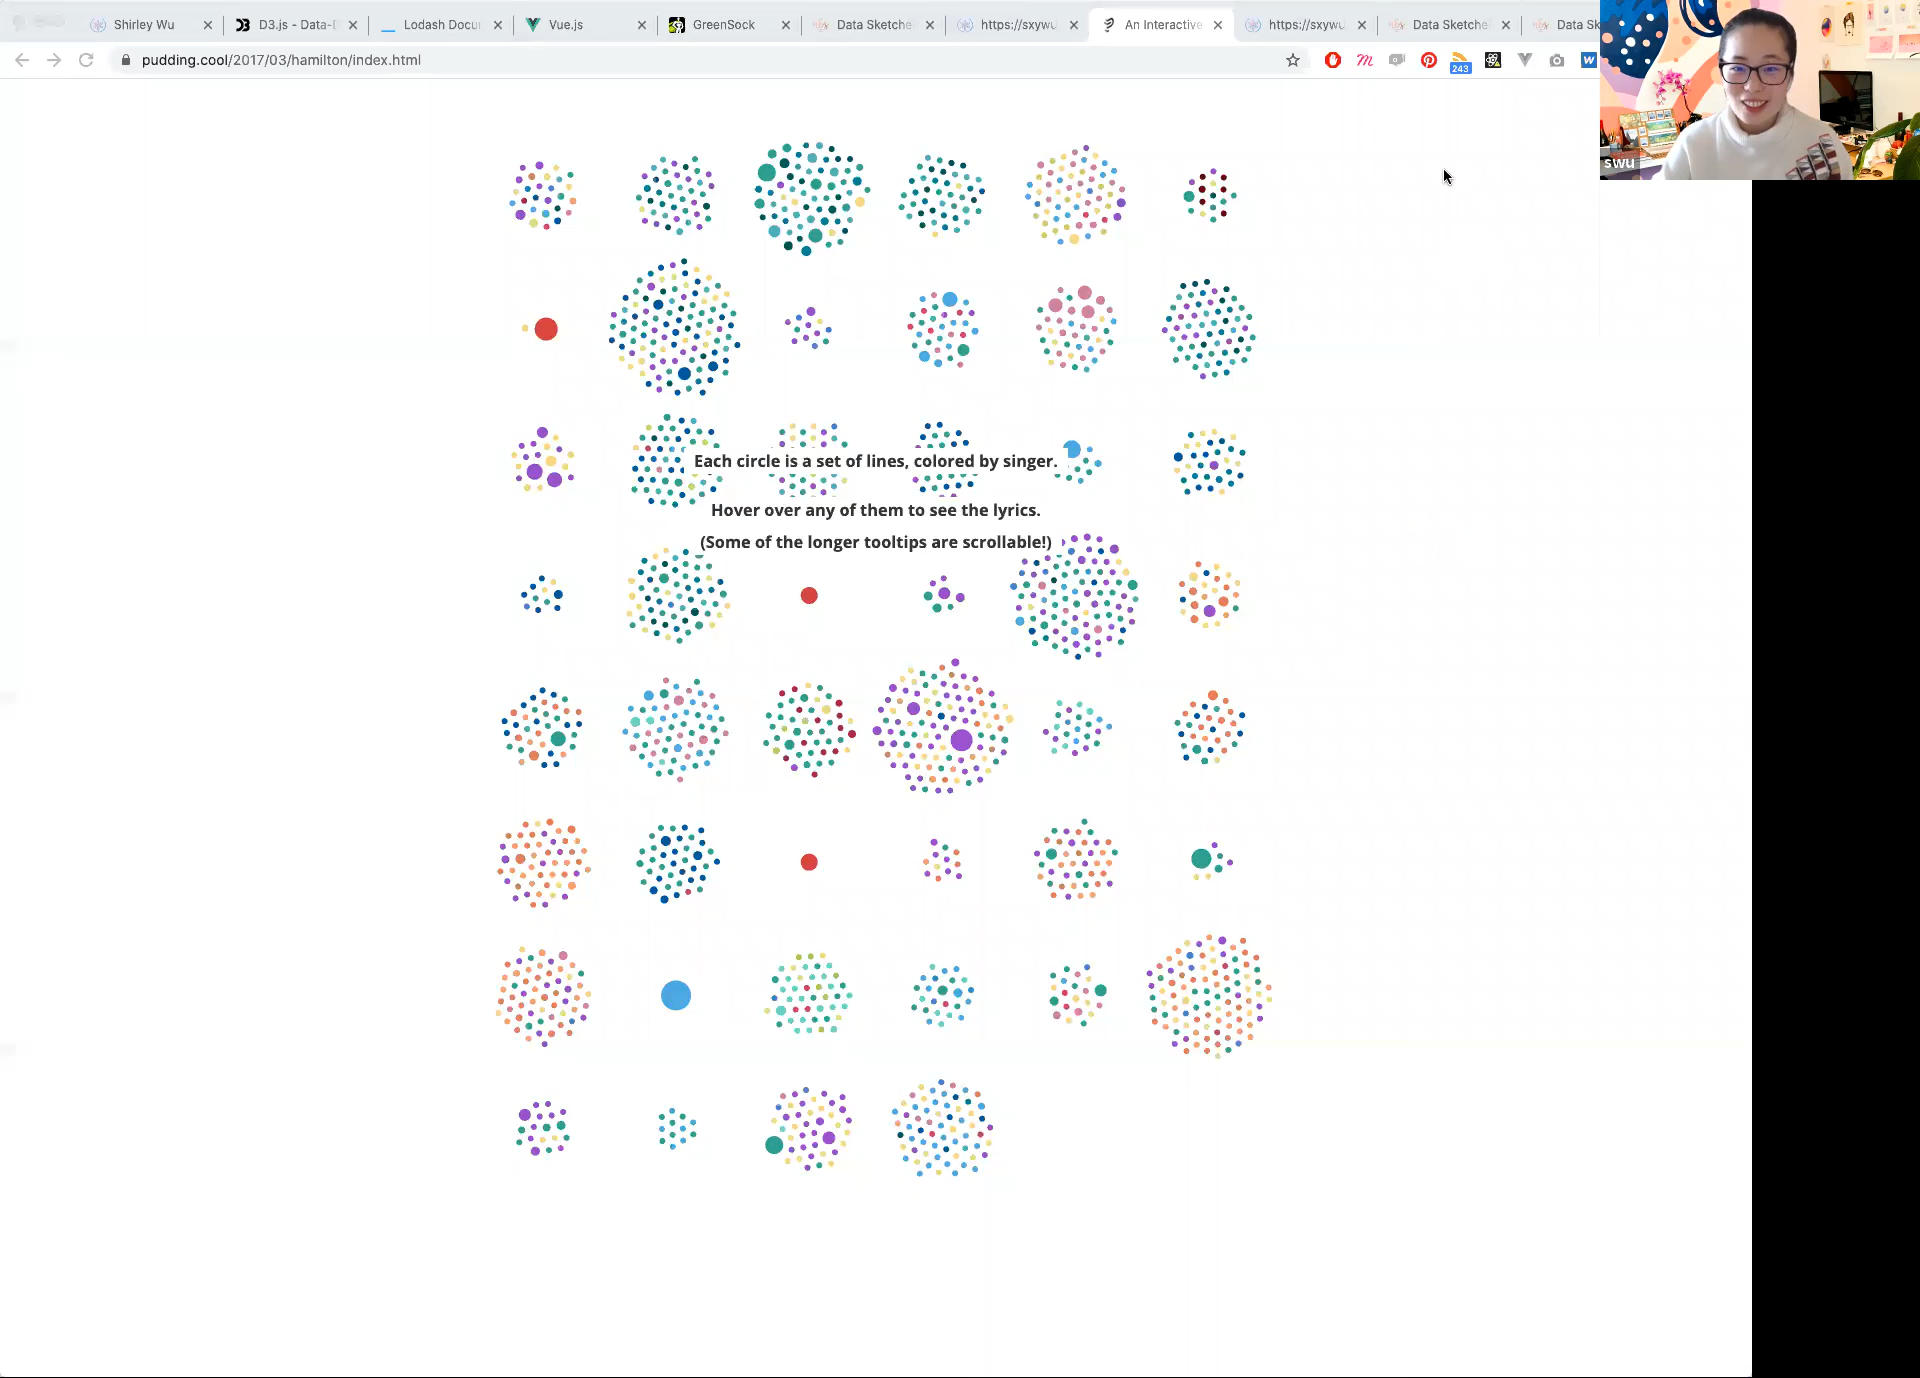 Shirley Wu
D3.js - Data-D
Lodash Docu
Vue.js
GreenSock
Data Sketche
https://sxywu
An Interactive
https://sxywu
Data Sketche
Data Sk
pudding.cool/2017/03/hamilton/index.html
243
swu
Each circle is a set of lines, colored by singer.
Hover over any of them to see the lyrics.
(Some of the longer tooltips are scrollable!)